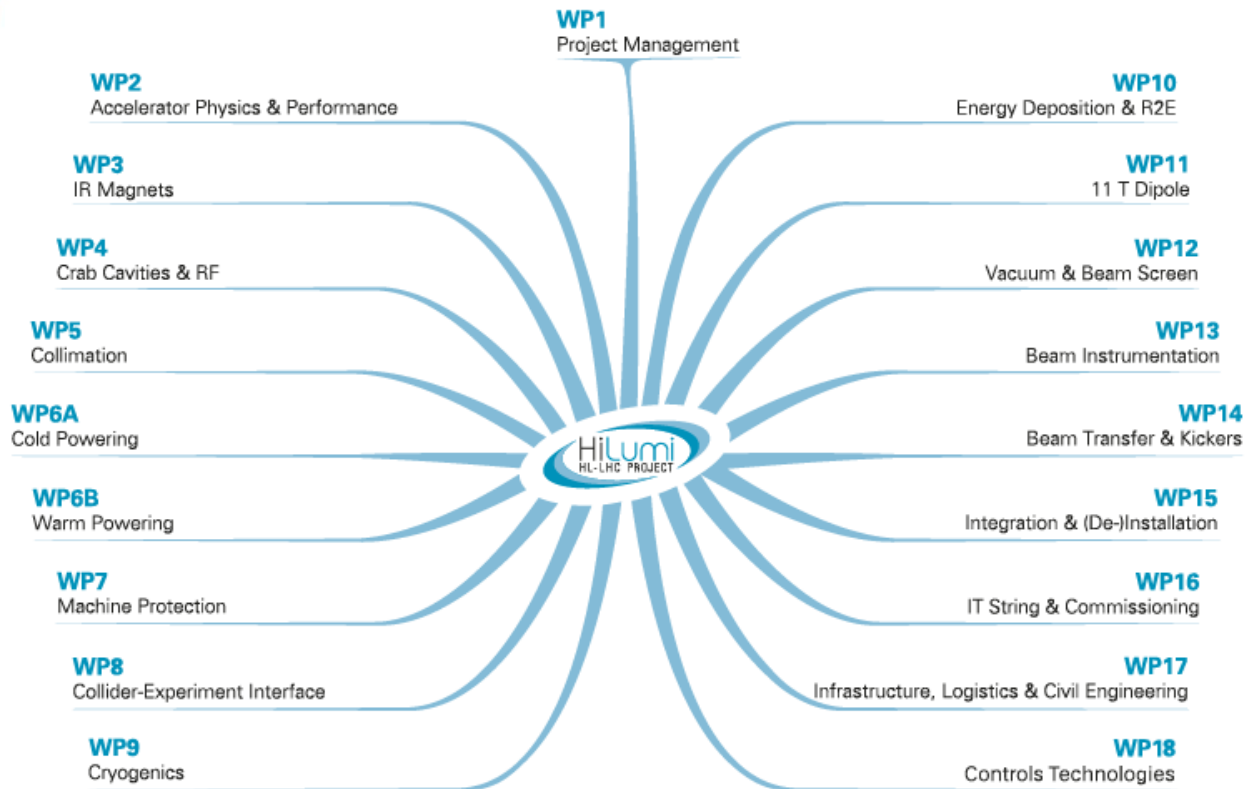 WP1
Project Management
WP2
Accelerator Physics & Performance
WP3
IR Magnets
WP4
Crab Cavities & RF
WP5
Collimation
WP6A
Cold Powering
WP6B
Warm Powering
WP7
Machine Protection
WP8
Collider-Experiment Interface
WP9
Cryogenics
HiLumi
HL-LHC PROJECT
WP10
Energy Deposition & R2E
WP11
11 T Dipole
WP12
Vacuum & Beam Screen
WP13
Beam Instrumentation
WP14
Beam Transfer & Kickers
WP15
Integration & (De-)Installation
WP16
IT String & Commissioning
WP17
Infrastructure, Logistics & Civil Engineering
WP18
Controls Technologies